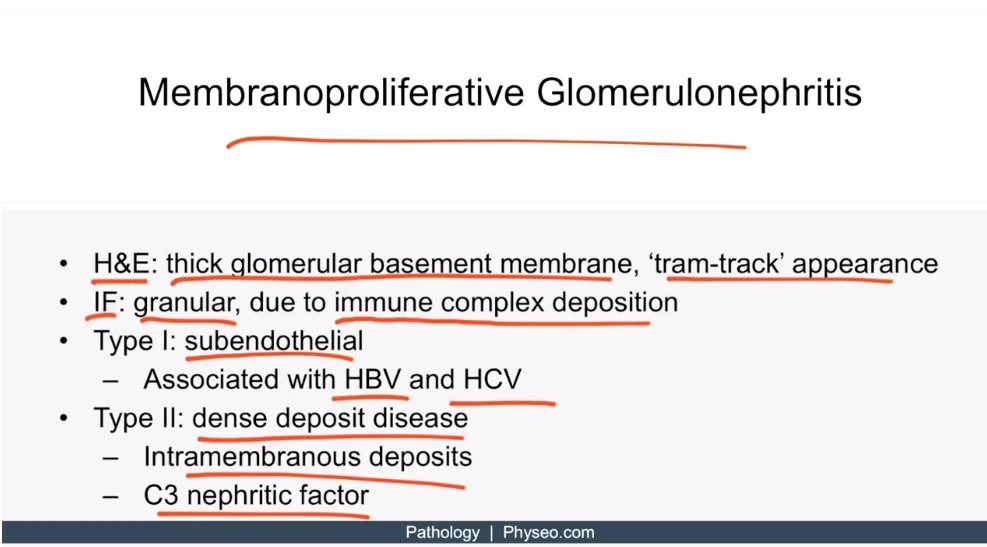 Membranoproliferative Glomerulonephritis
• H&E: thick glomerular basement membrane, ‘tram-track’ appearance
• IF: granular, due to immune complex deposition
• Type I: subendothelial
– Associated with HBV and HCV
• Type II: dense deposit disease
– Intramembranous deposits
– C3 nephritic factor
Pathology | Physeo.com